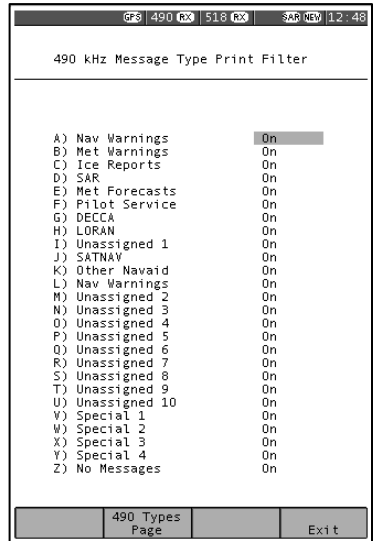 GPS 490 RX 518 RX SAR NEW 12:48
490 kHz Message Type Print Filter
A) Nav Warnings On
B) Met Warnings On
C) Ice Reports On
D) SAR On
E) Met Forecasts On
F) Pilot Service On
G) DECCA On
H) LORAN On
I) Unassigned 1 On
J) SATNAV On
K) Other Navaid On
L) Nav Warnings On
M) Unassigned 2 On
N) Unassigned 3 On
O) Unassigned 4 On
P) Unassigned 5 On
Q) Unassigned 6 On
R) Unassigned 7 On
S) Unassigned 8 On
T) Unassigned 9 On
U) Unassigned 10 On
V) Special 1 On
W) Special 2 On
X) Special 3 On
Y) Special 4 On
Z) No Messages On
490 Types
Page
Exit